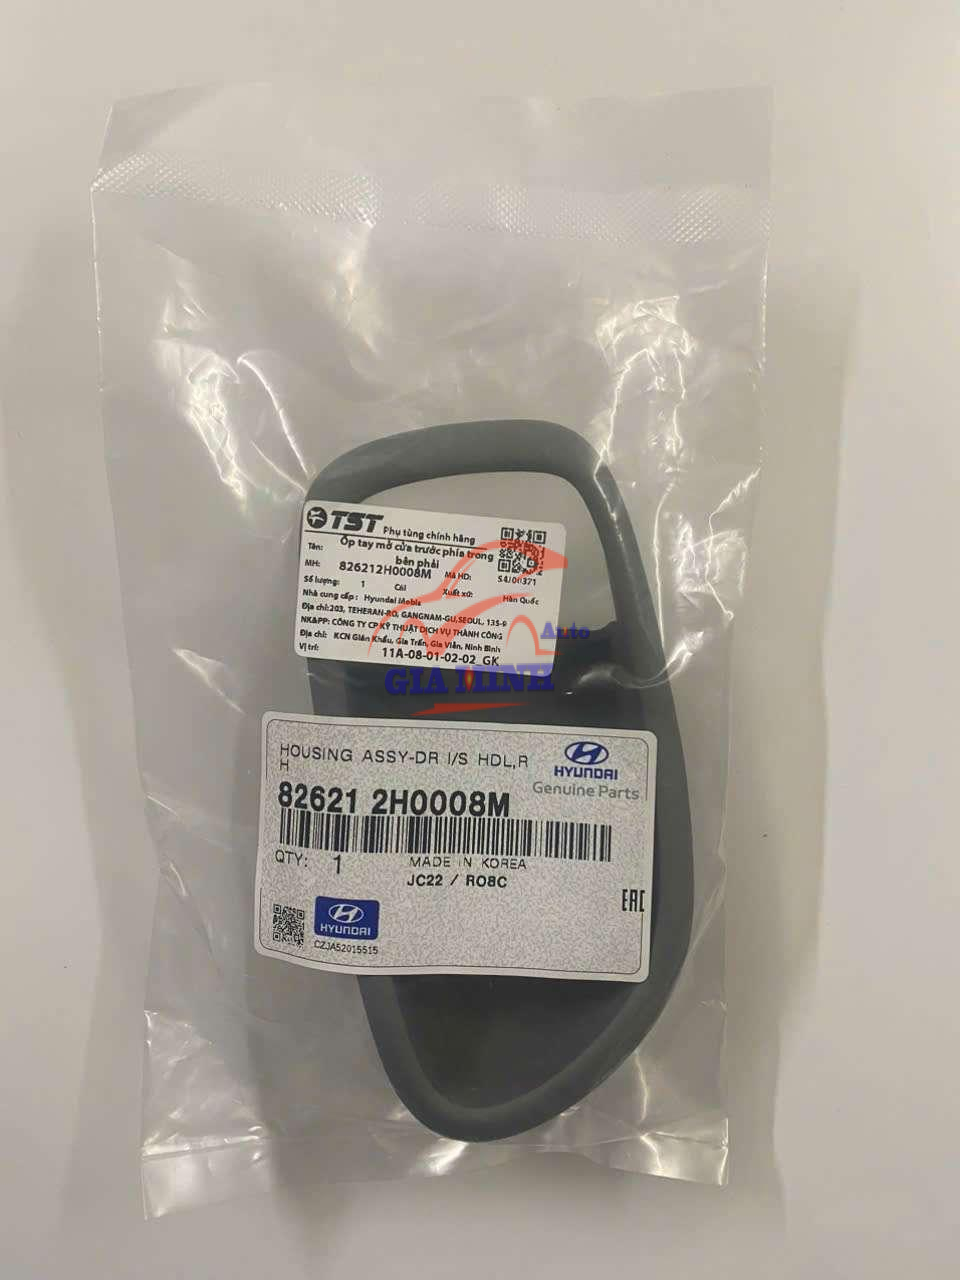 TST Phụ tùng chính hãng
Tên: Ốp tay mở cửa trước phía trong
bên phải
MH: 826212H0008M Mã HD: S4J00371
Số lượng: 1 Cái Xuất xứ: Hàn Quốc
Nhà cung cấp: Hyundai Mobis
Địa chỉ:203, TEHERAN-RO, GANGNAM-GU,SEOUL, 135-9
NK&PP: CÔNG TY CP KỸ THUẬT DỊCH VỤ THÀNH CÔNG
Địa chỉ: KCN Gián Khẩu, Gia Trấn, Gia Viễn, Ninh Bình
Vị trí: 11A-08-01-02-02_GK
Auto
GIA HINH
HOUSING ASSY-DR I/S HDL,R
H
HYUNDAI
Genuine Parts
82621 2H0008M
QTY: 1 MADE IN KOREA
JC22 / RO8C
EAC
HYUNDAI
CZJA52015515